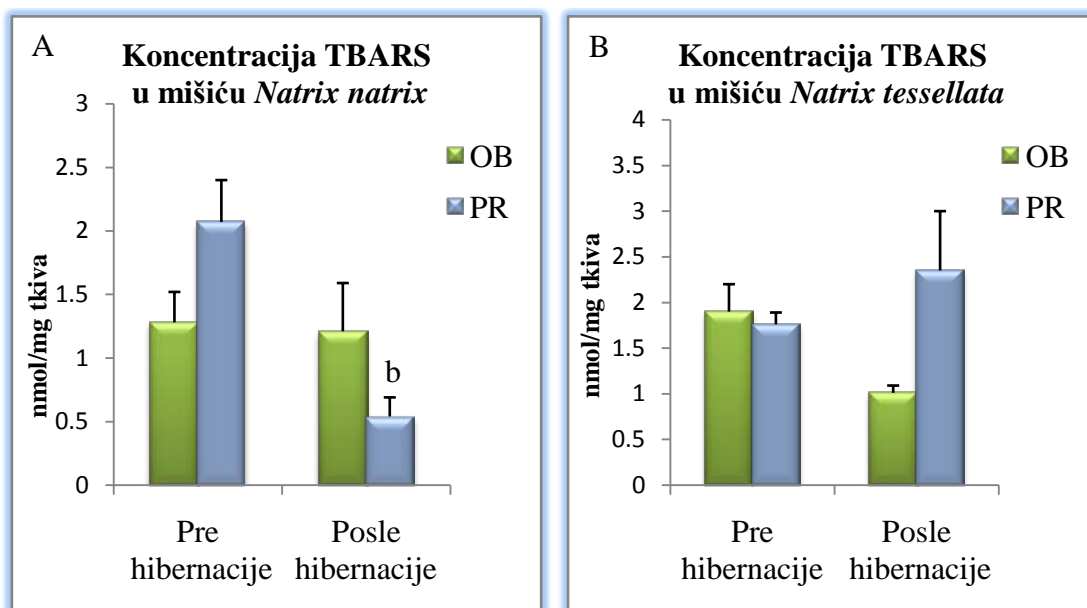 A
Koncentracija TBARS
u mišiću Natrix natrix
3
2.5
2
1.5
1
0.5
0
nmol/mg tkiva
OB
PR
b
Pre
hibernacije
Posle
hibernacije
B
Koncentracija TBARS
u mišiću Natrix tessellata
4
3.5
3
2.5
2
1.5
1
0.5
0
nmol/mg tkiva
OB
PR
Pre
hibernacije
Posle
hibernacije